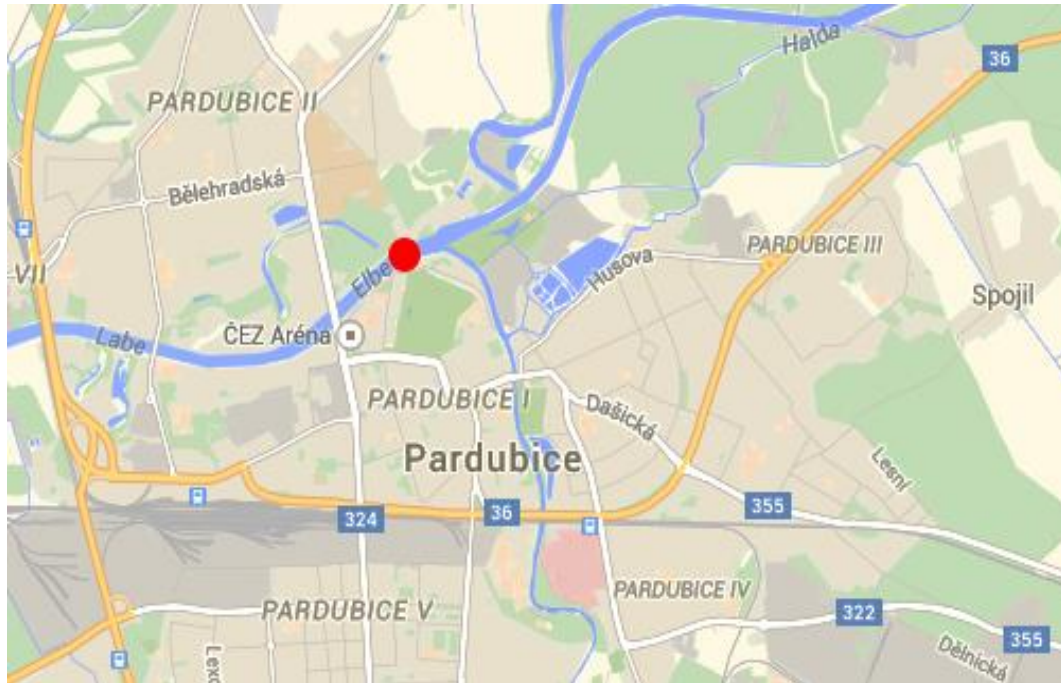 Halda
36
PARDUBICE II
Bělehradská
PARDUBICE III
Husova
VII
Elbe
Spojil
Labe
ČEZ Aréna
PARDUBICE I
Dašická
Pardubice
Lesní
355
36
324
PARDUBICE IV
PARDUBICE V
322
355
Dělnická